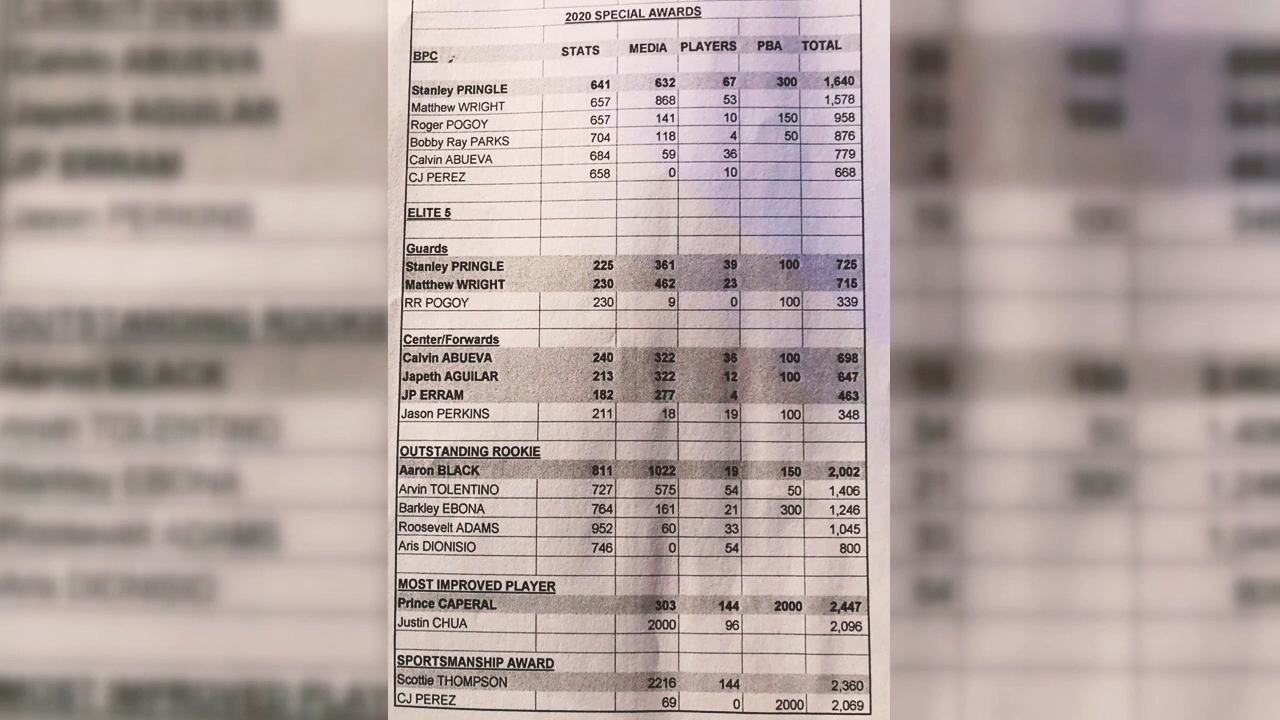 2020 SPECIAL AWARDS
BPC STATS MEDIA PLAYERS PBA TOTAL
Stanley PRINGLE 641 632 67 300 1,640
Matthew WRIGHT 657 868 53 1,578
Roger POGOY 657 141 10 150 958
Bobby Ray PARKS 704 118 4 50 876
Calvin ABUEVA 684 59 36 779
CJ PEREZ 658 0 10 668
ELITE 5
Guards
Stanley PRINGLE 225 361 39 100 725
Matthew WRIGHT 230 462 23 715
RR POGOY 230 9 0 100 339
Center/Forwards
Calvin ABUEVA 240 322 36 100 698
Japeth AGUILAR 213 322 12 100 647
JP ERRAM 182 277 4 463
Jason PERKINS 211 18 19 100 348
OUTSTANDING ROOKIE
Aaron BLACK 811 1022 19 150 2,002
Arvin TOLENTINO 727 575 54 50 1,406
Barkley EBONA 764 161 21 300 1,246
Roosevelt ADAMS 952 60 33 1,045
Aris DIONISIO 746 0 54 800
MOST IMPROVED PLAYER
Prince CAPERAL 303 144 2000 2,447
Justin CHUA 2000 96 2,096
SPORTSMANSHIP AWARD
Scottie THOMPSON 2216 144 2,360
CJ PEREZ 69 0 2000 2,069